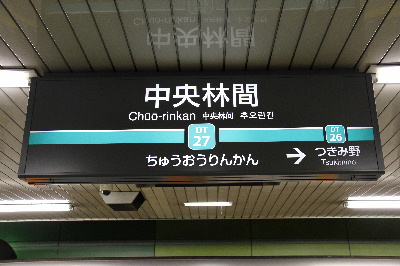 中央林間
Chūō-rinkan 中央林间 추오린칸
DT
27
ちゅうおうりんかん
DT
26
→ つきみ野
TSUKIMINO